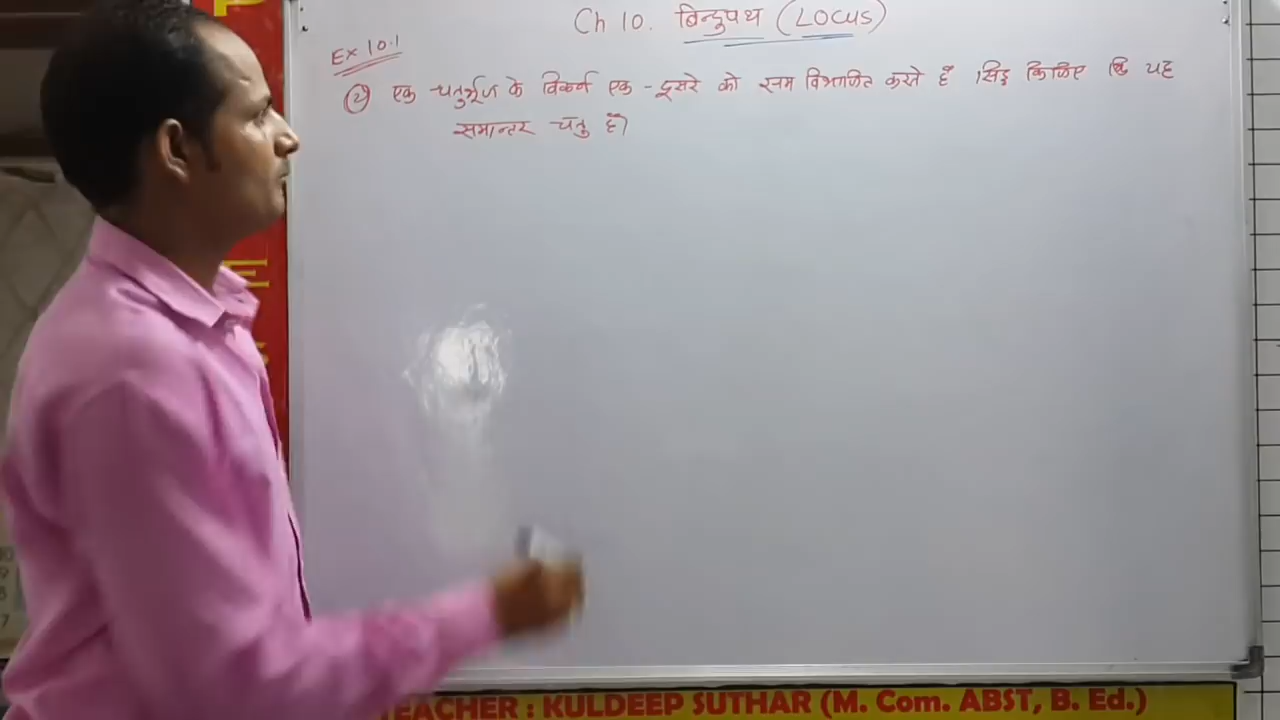 Ch 10. बिन्दुपथ (LOCUS)
Ex 10.1
② एक चतुर्भुज के विकर्ण एक-दूसरे को सम विभाजित करते हैं सिद्ध किजिए कि यह
समान्तर चतु है।
TEACHER : KULDEEP SUTHAR (M. Com. ABST, B. Ed.)